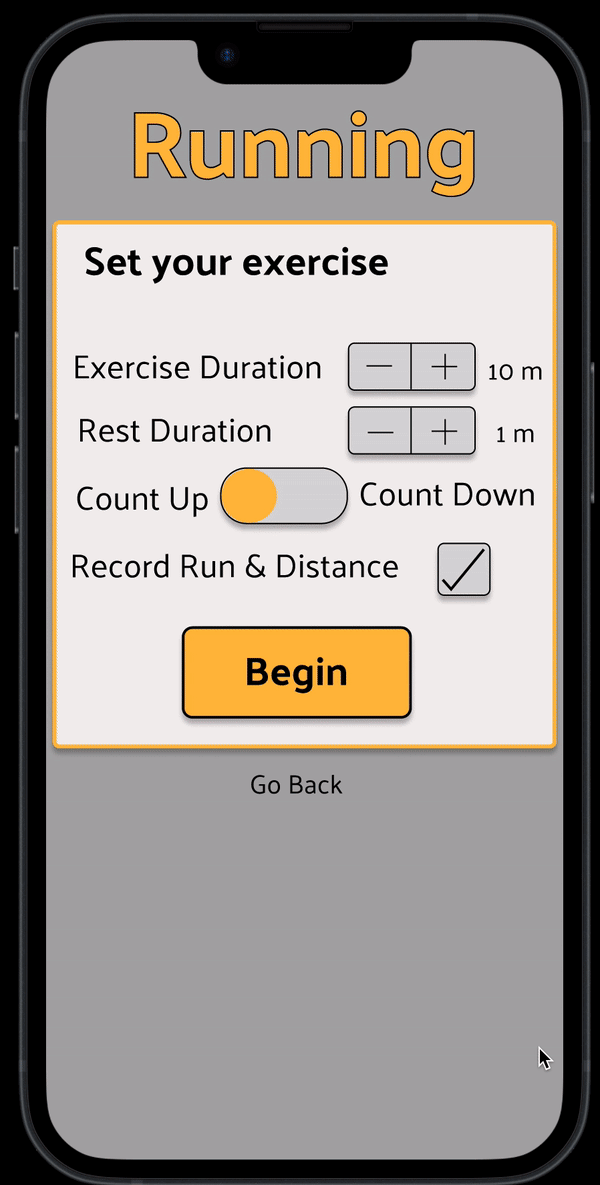 Running
Set your exercise
Exercise Duration — + 10 m
Rest Duration — + 1 m
Count Up Count Down
Record Run & Distance
Begin
Go Back